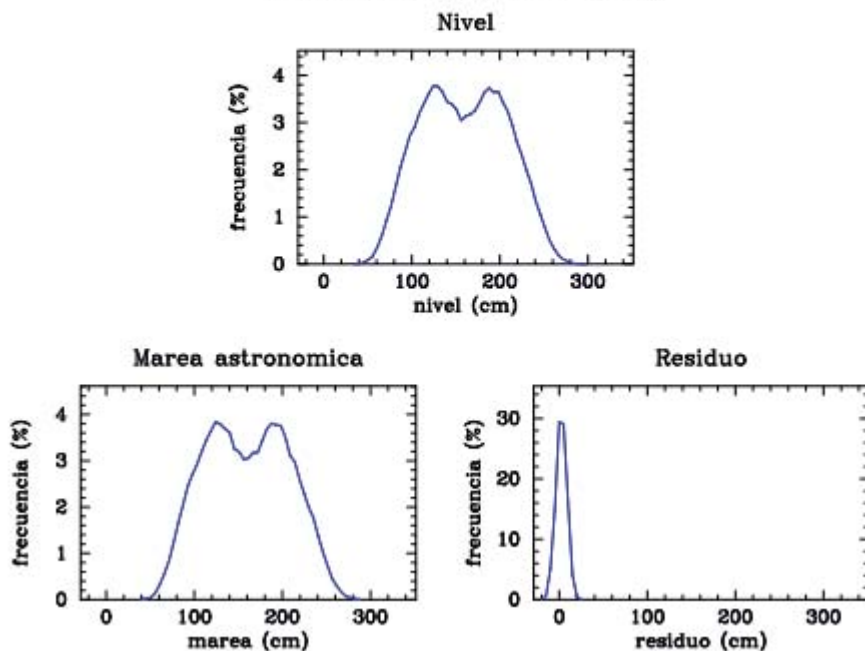 Nivel
frecuencia (%)
4
3
2
1
0
0 100 200 300
nivel (cm)
Marea astronomica
frecuencia (%)
4
3
2
1
0
0 100 200 300
marea (cm)
Residuo
frecuencia (%)
30
20
10
0
0 100 200 300
residuo (cm)